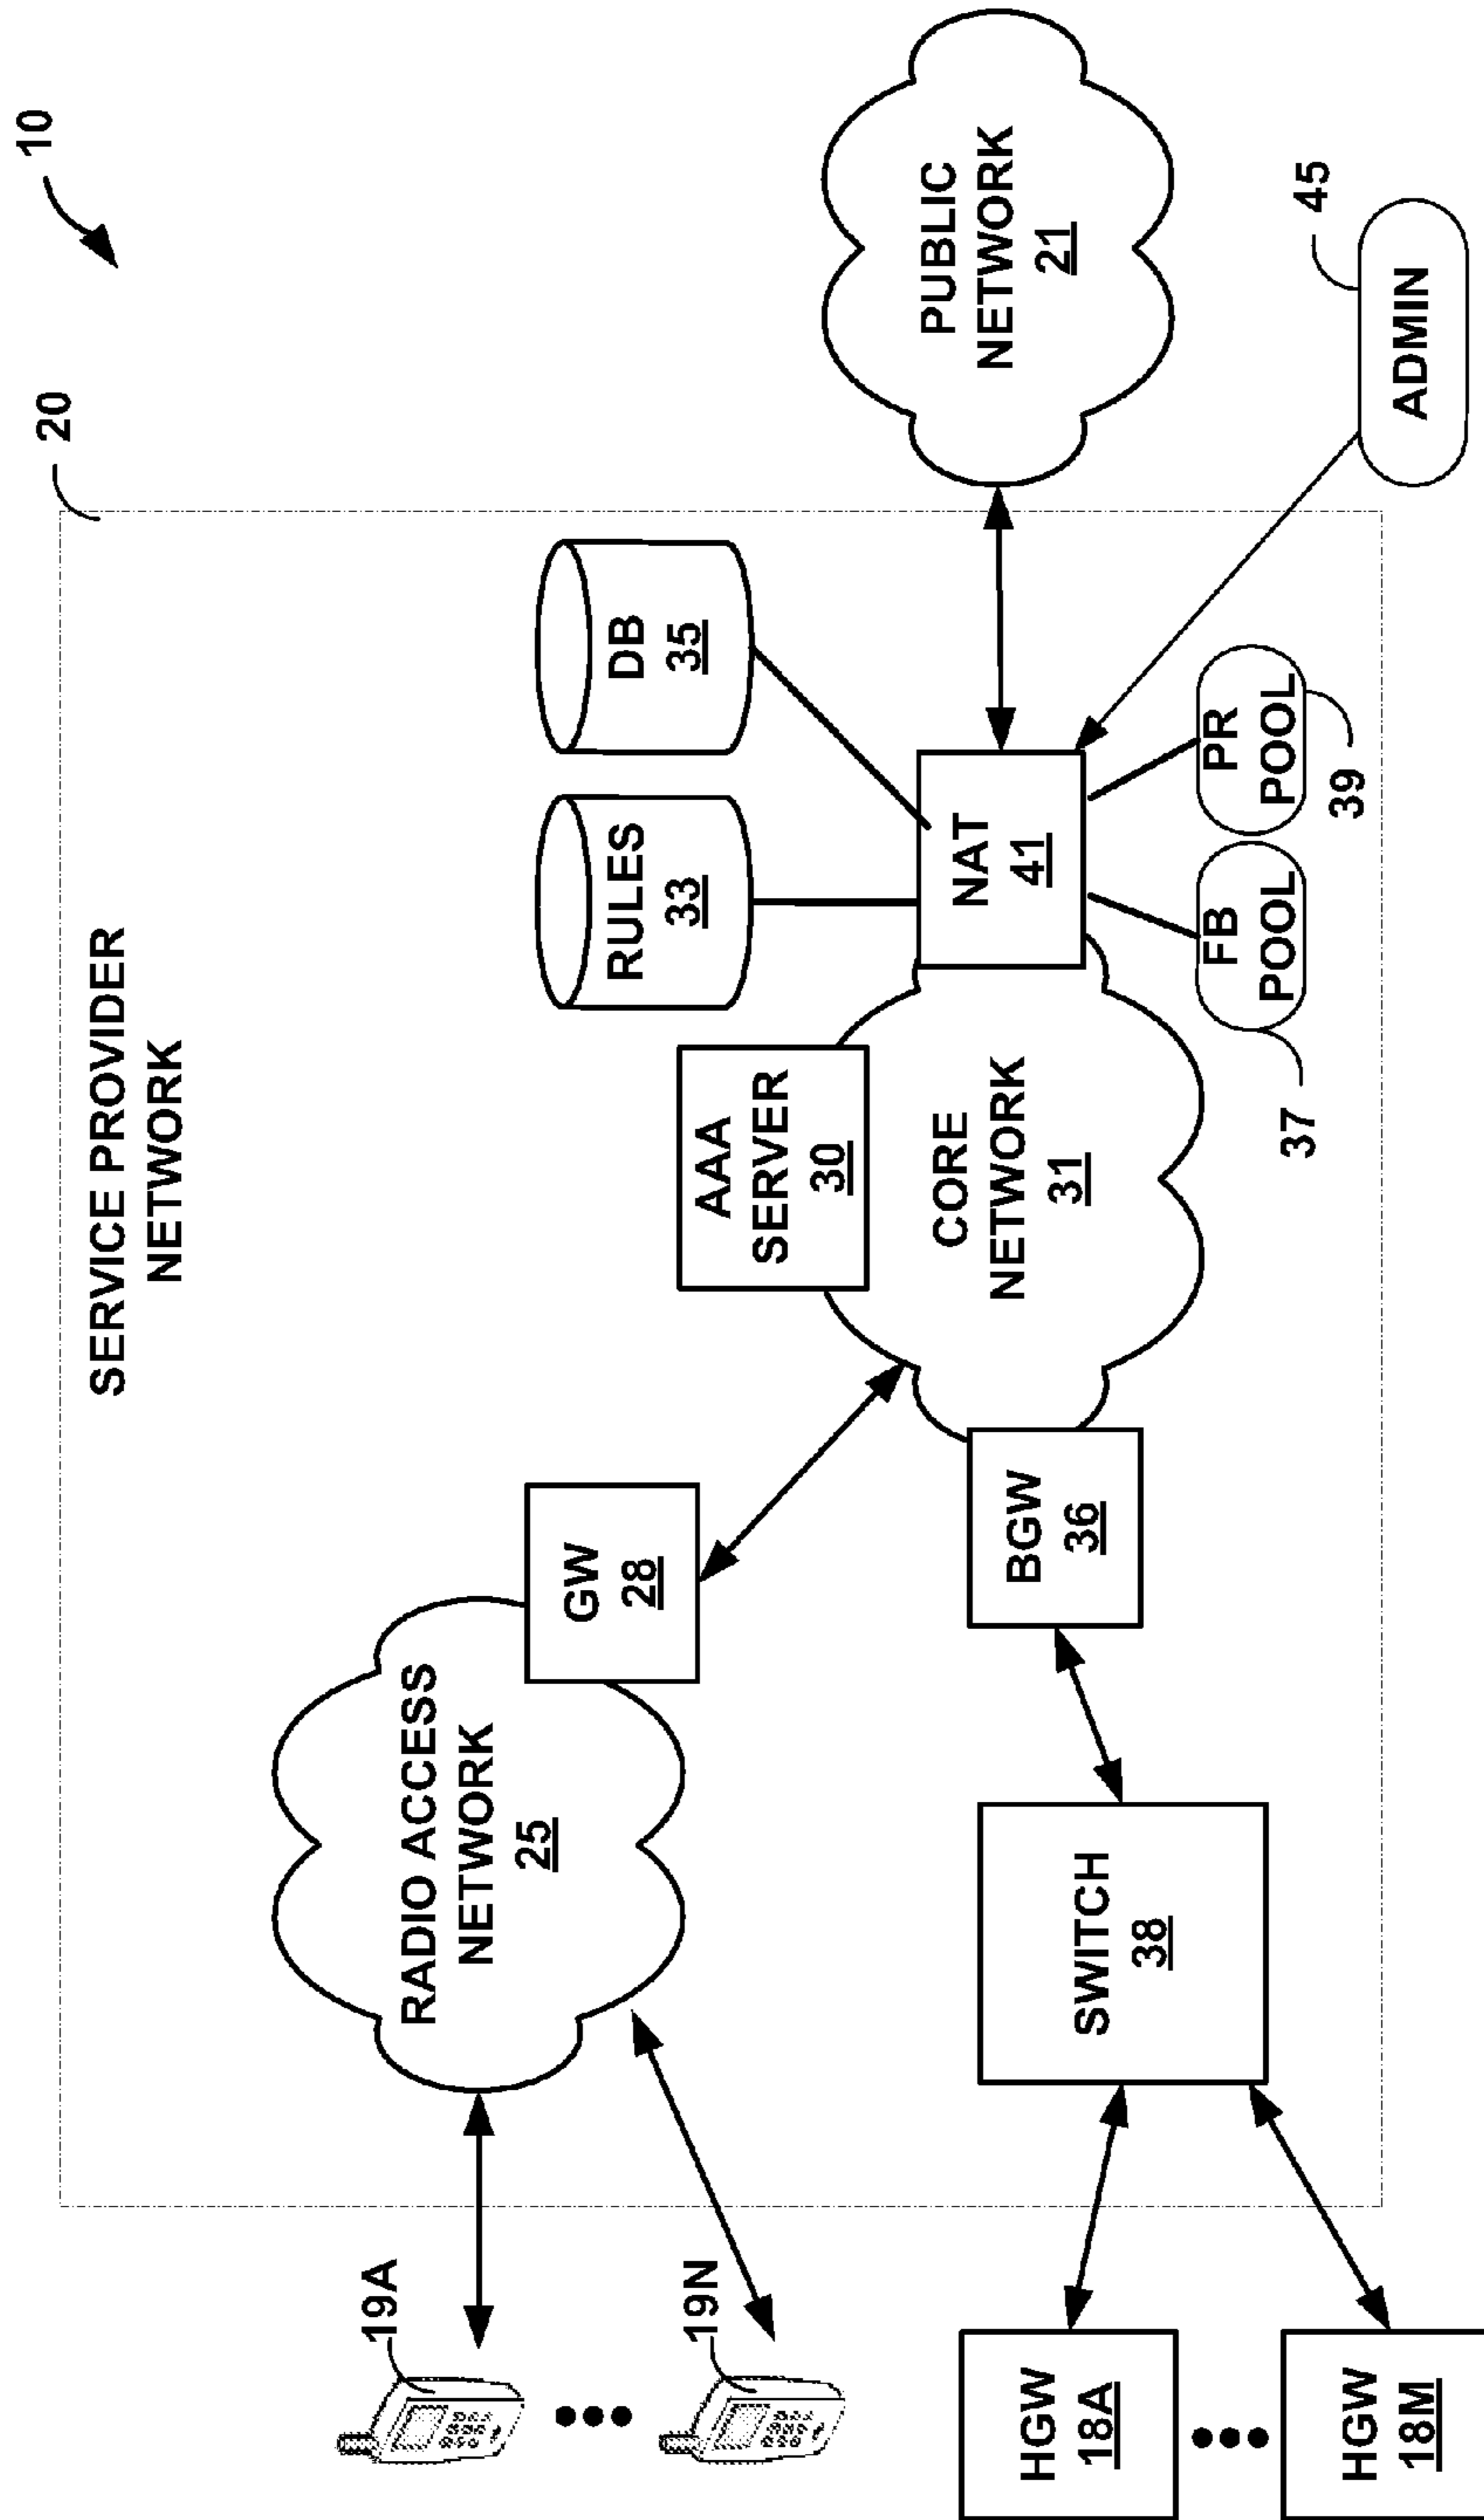 10
20
SERVICE PROVIDER
NETWORK
19A
19N
RADIO ACCESS
NETWORK
25
GW
28
AAA
SERVER
30
RULES
33
DB
35
CORE
NETWORK
31
NAT
41
PUBLIC
NETWORK
21
HGW
18A
HGW
18M
SWITCH
38
BGW
36
FB
POOL
37
PR
POOL
39
ADMIN
45